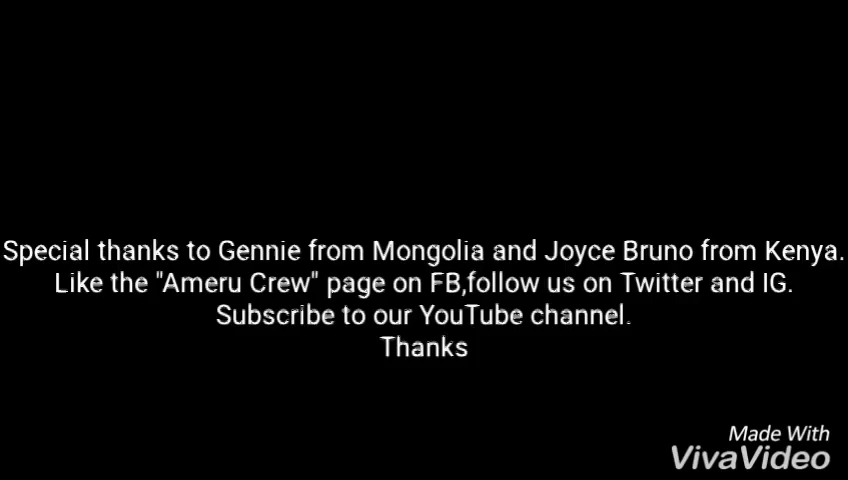 Special thanks to Gennie from Mongolia and Joyce Bruno from Kenya.
Like the "Ameru Crew" page on FB,follow us on Twitter and IG.
Subscribe to our YouTube channel.
Thanks
Made With
VivaVideo